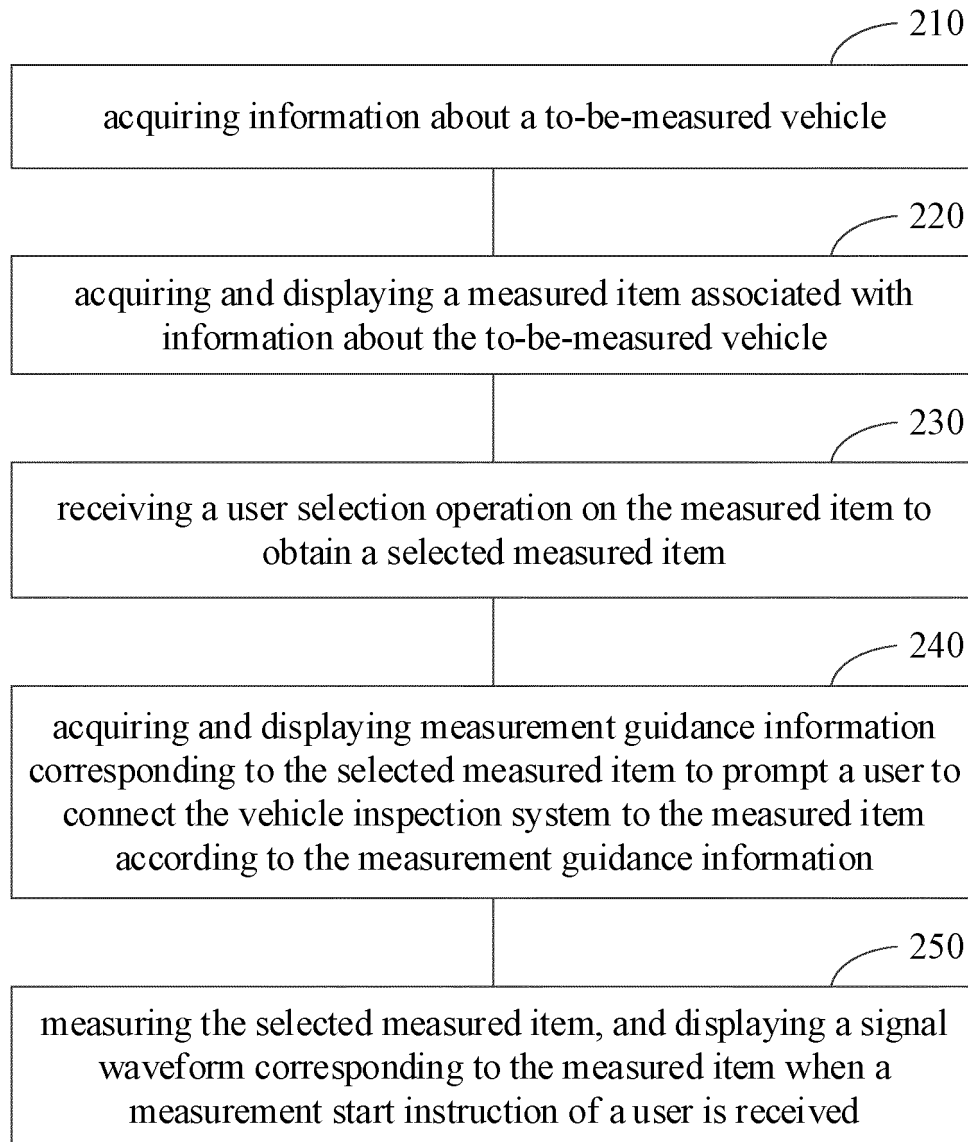 210
acquiring information about a to-be-measured vehicle
220
acquiring and displaying a measured item associated with
information about the to-be-measured vehicle
230
receiving a user selection operation on the measured item to
obtain a selected measured item
240
acquiring and displaying measurement guidance information
corresponding to the selected measured item to prompt a user to
connect the vehicle inspection system to the measured item
according to the measurement guidance information
250
measuring the selected measured item, and displaying a signal
waveform corresponding to the measured item when a
measurement start instruction of a user is received